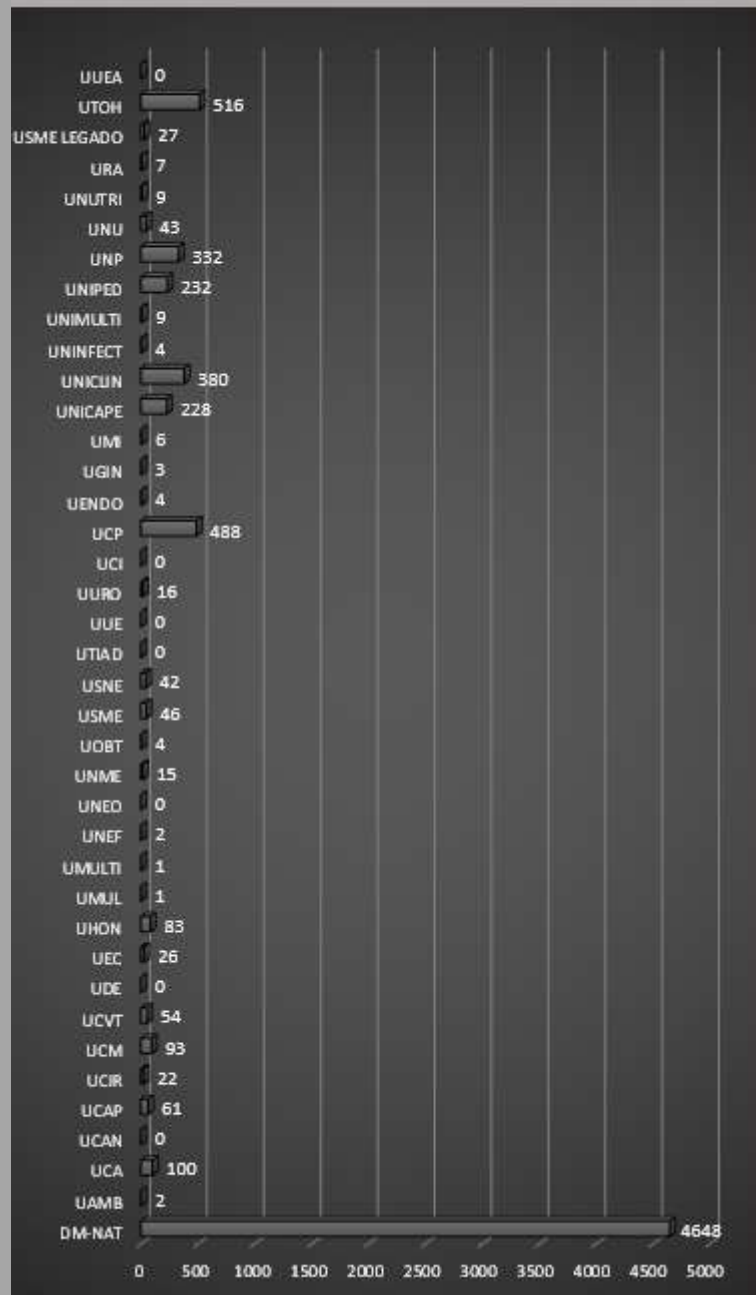 UUEA 0
UTOH 516
USME LEGADO 27
URA 7
UNUTRI 9
UNU 43
UNP 332
UNIPED 232
UNIMULTI 9
UNINFECT 4
UNICLIN 380
UNICAPE 228
UMI 6
UGIN 3
UENDO 4
UCP 488
UCI 0
UURO 16
UUE 0
UTIAD 0
USNE 42
USME 46
UOBT 4
UNME 15
UNEO 0
UNEF 2
UMULTI 1
UMUL 1
UHON 83
UEC 26
UDE 0
UCVT 54
UCM 93
UCIR 22
UCAP 61
UCAN 0
UCA 100
UAMB 2
DM-NAT 4648
0 500 1000 1500 2000 2500 3000 3500 4000 4500 5000